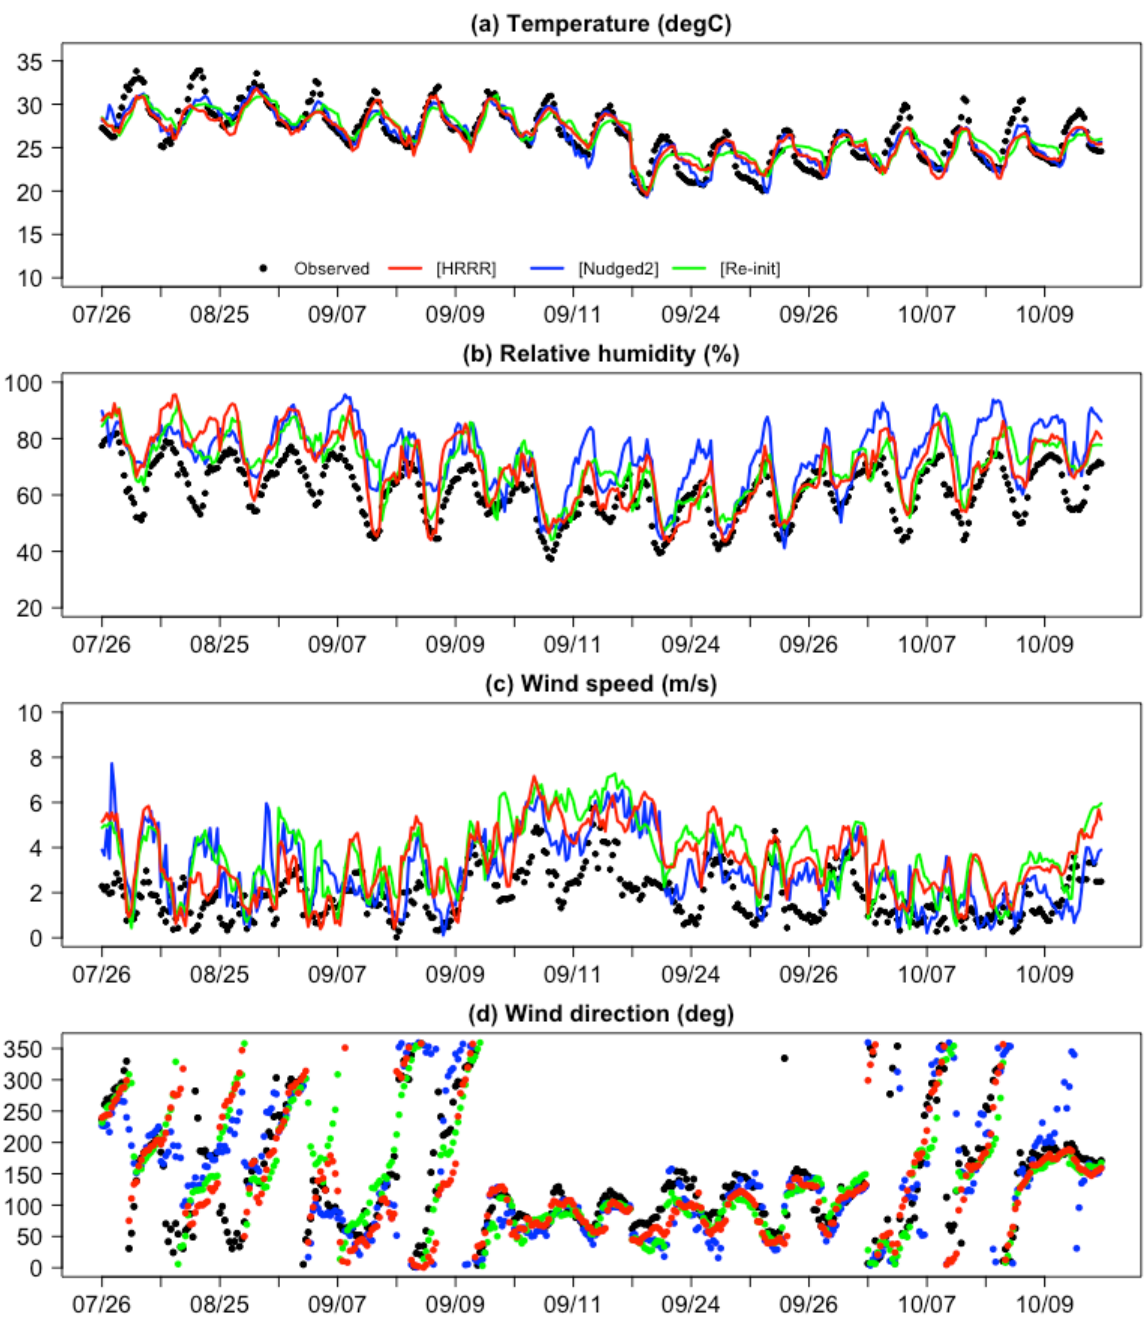 (a) Temperature (degC)
35
30
25
20
15
10
Observed [HRRR] [Nudged2] [Re-init]
07/26 08/25 09/07 09/09 09/11 09/24 09/26 10/07 10/09
(b) Relative humidity (%)
100
80
60
40
20
07/26 08/25 09/07 09/09 09/11 09/24 09/26 10/07 10/09
(c) Wind speed (m/s)
10
8
6
4
2
0
07/26 08/25 09/07 09/09 09/11 09/24 09/26 10/07 10/09
(d) Wind direction (deg)
350
300
250
200
150
100
50
0
07/26 08/25 09/07 09/09 09/11 09/24 09/26 10/07 10/09